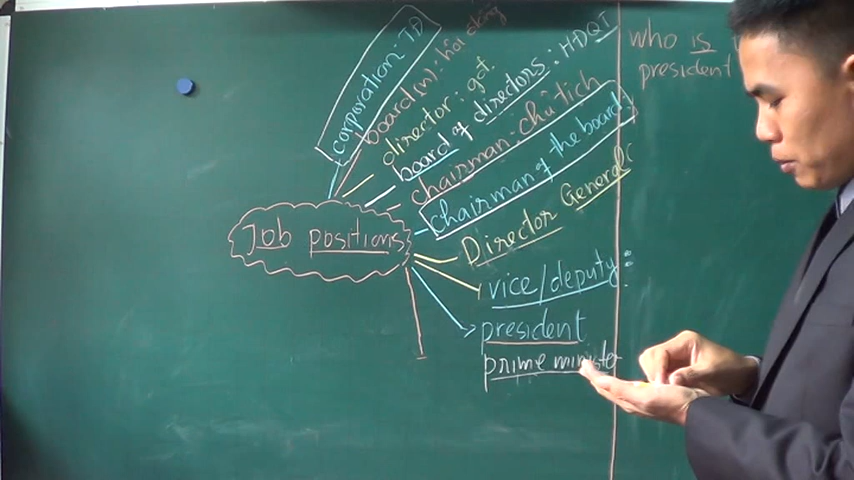 Job positions
corporation: TĐ
board(n): hội đồng
director: gđ.
board of directors: HĐQT
chairman: chủ tịch
chairman of the board
Director General:
vice/deputy:
president
prime minister
who is
president